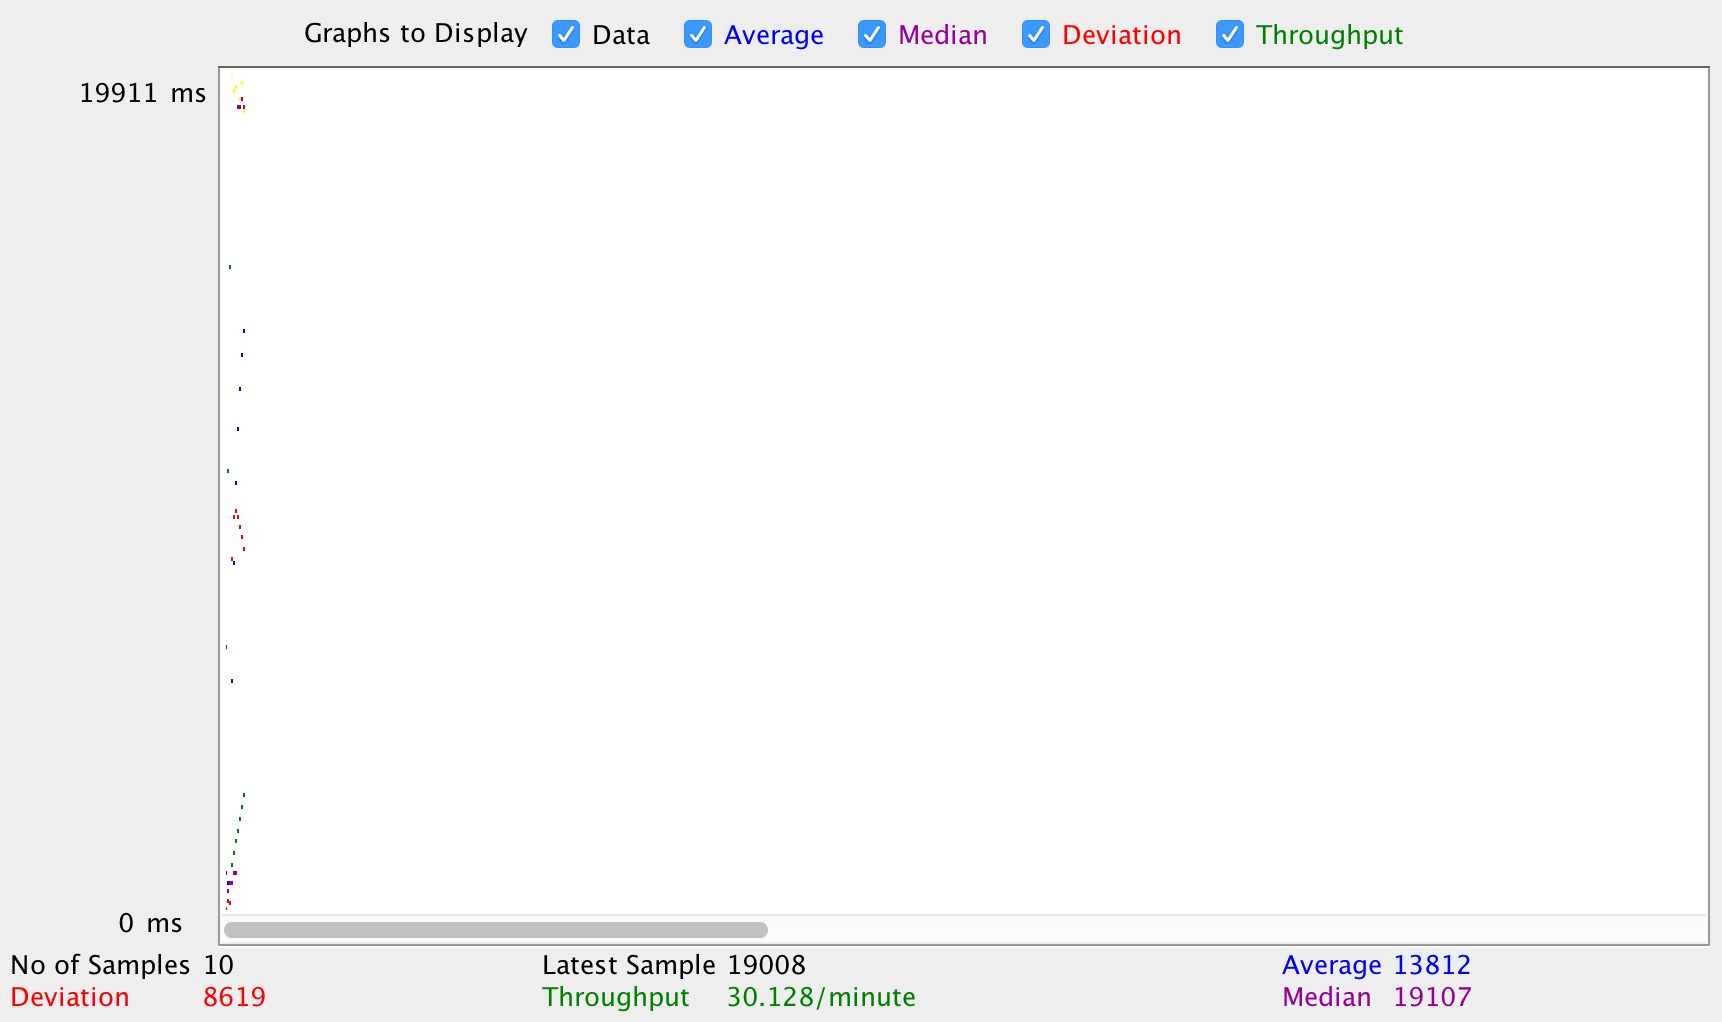 Graphs to Display Data Average Median Deviation Throughput
19911 ms
0 ms
No of Samples 10 Latest Sample 19008 Average 13812
Deviation 8619 Throughput 30.128/minute Median 19107